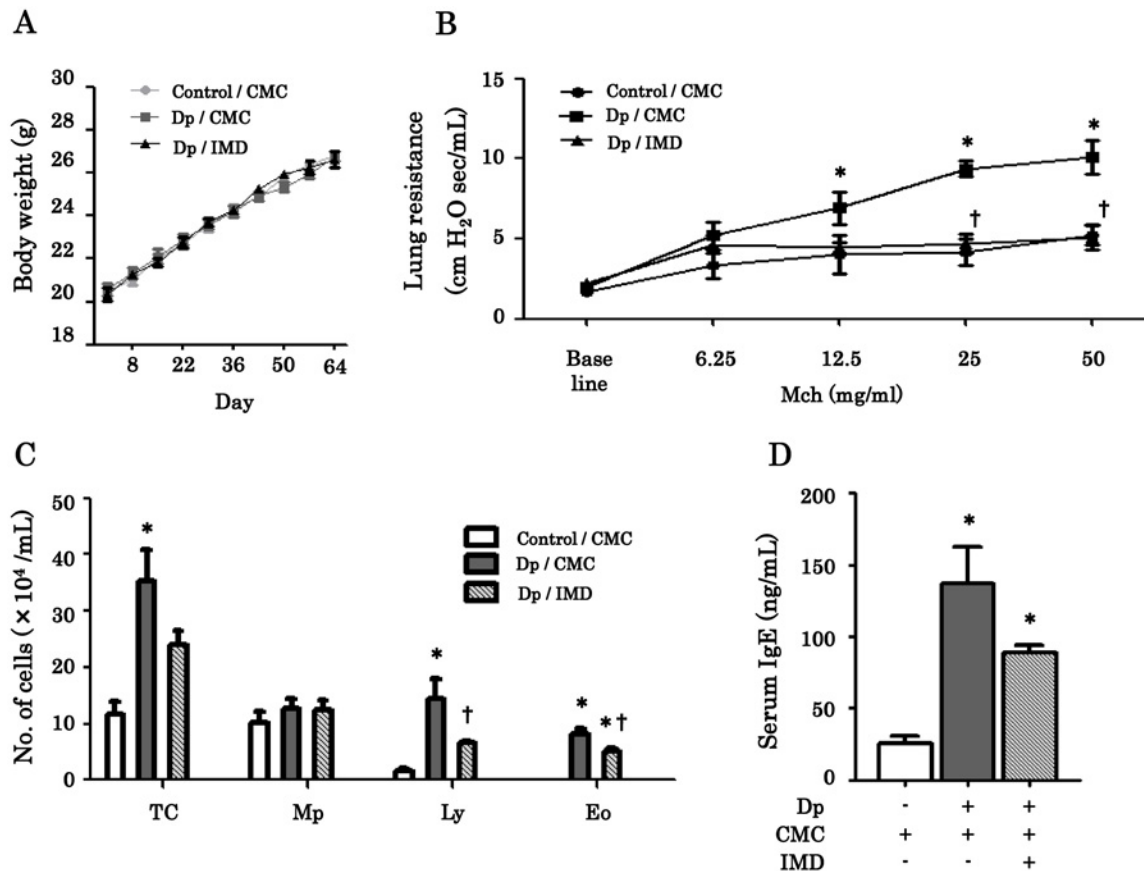 A
Body weight (g)
30
28
26
24
22
20
18
Control / CMC
Dp / CMC
Dp / IMD
8
22
36
50
64
Day
B
Lung resistance
(cm H₂O sec/mL)
15
10
5
0
Control / CMC
Dp / CMC
Dp / IMD
*
*
*
†
†
Base
line
6.25
12.5
25
50
Mch (mg/ml)
C
No. of cells (×10⁴ /mL)
50
40
30
20
10
0
Control / CMC
Dp / CMC
Dp / IMD
*
*
†
*
*†
TC
Mp
Ly
Eo
D
Serum IgE (ng/mL)
200
150
100
50
0
*
*
Dp - + +
CMC + + +
IMD - - +